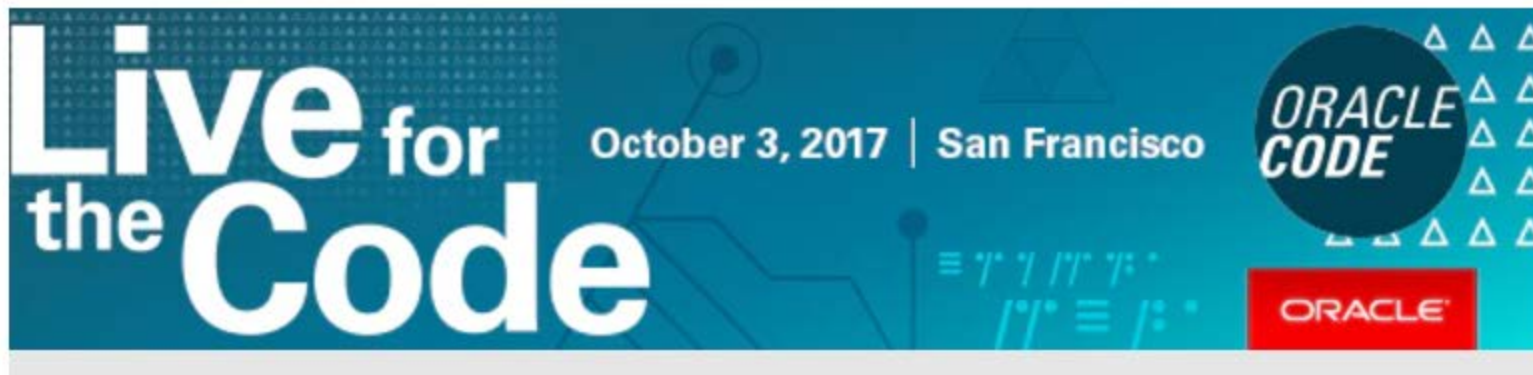 Live for
the Code
October 3, 2017 | San Francisco
ORACLE
CODE
ORACLE®